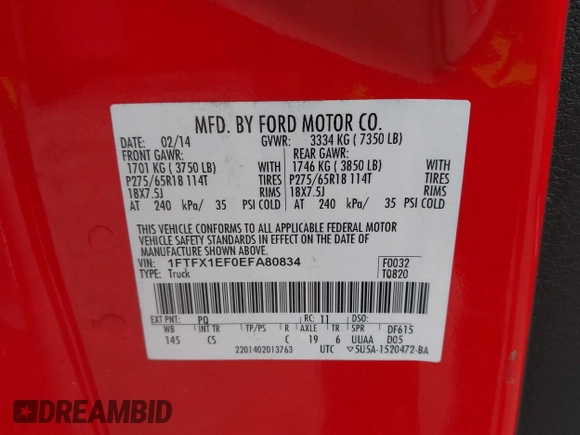 MFD. BY FORD MOTOR CO.
DATE: 02/14 GVWR: 3334 KG ( 7350 LB)
FRONT GAWR: REAR GAWR:
1701 KG ( 3750 LB) WITH 1746 KG ( 3850 LB) WITH
P275/65R18 114T TIRES P275/65R18 114T TIRES
18X7.5J RIMS 18X7.5J RIMS
AT 240 kPa/ 35 PSI COLD AT 240 kPa/ 35 PSI COLD
THIS VEHICLE CONFORMS TO ALL APPLICABLE FEDERAL MOTOR
VEHICLE SAFETY STANDARDS IN EFFECT ON THE DATE OF
MANUFACTURE SHOWN ABOVE.
VIN: 1FTFX1EF0EFA80834 F0032
TYPE: Truck T0820
EXT PNT: PQ RC: 11 DSO:
WB INT TR TP/PS R AXLE TR SPR DF615
145 CS C 19 6 UUAA D05
2201402013763 UTC ▽5U5A-1520472-BA
DREAMBID